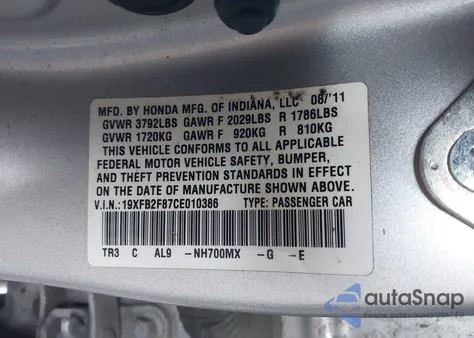 MFD. BY HONDA MFG. OF INDIANA, LLC 08/'11
GVWR 3792LBS GAWR F 2029LBS R 1786LBS
GVWR 1720KG GAWR F 920KG R 810KG
THIS VEHICLE CONFORMS TO ALL APPLICABLE
FEDERAL MOTOR VEHICLE SAFETY, BUMPER,
AND THEFT PREVENTION STANDARDS IN EFFECT
ON THE DATE OF MANUFACTURE SHOWN ABOVE.
V.I.N.:19XFB2F87CE010386 TYPE: PASSENGER CAR
TR3 C AL9 -NH700MX -G -E
autaSnap